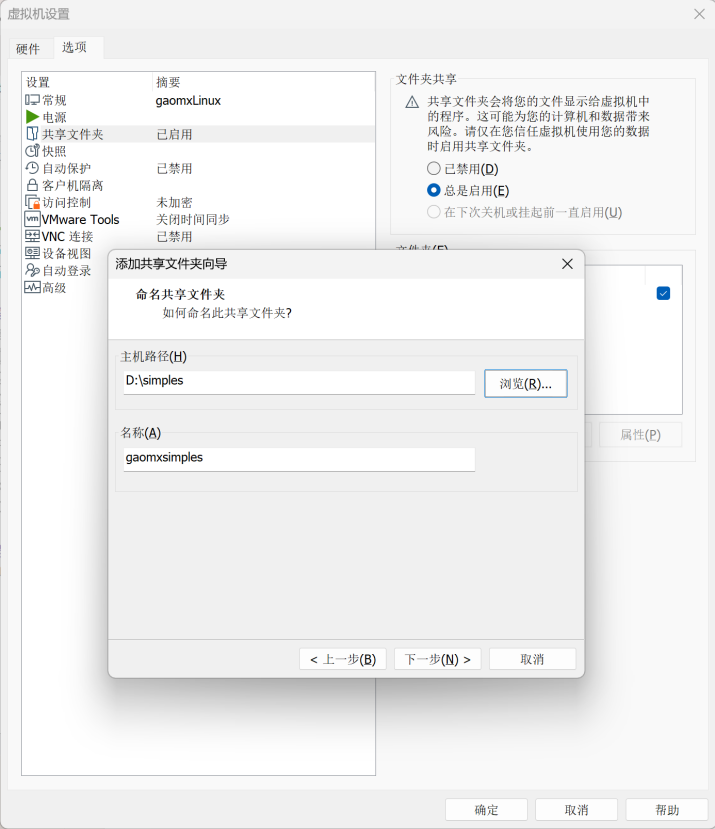 虚拟机设置
硬件 选项
设置 摘要
常规 gaomxLinux
电源
共享文件夹 已启用
快照
自动保护 已禁用
客户机隔离
访问控制 未加密
VMware Tools 关闭时间同步
VNC 连接 已禁用
设备视图
自动登录
高级
文件夹共享
共享文件夹会将您的文件显示给虚拟机中
的程序。这可能为您的计算机和数据带来
风险。请仅在您信任虚拟机使用您的数据
时启用共享文件夹。
已禁用(D)
总是启用(E)
在下次关机或挂起前一直启用(U)
属性(P)
添加共享文件夹向导
命名共享文件夹
如何命名此共享文件夹?
主机路径(H)
D:\simples
浏览(R)...
名称(A)
gaomxsimples
< 上一步(B) 下一步(N) > 取消
确定 取消 帮助